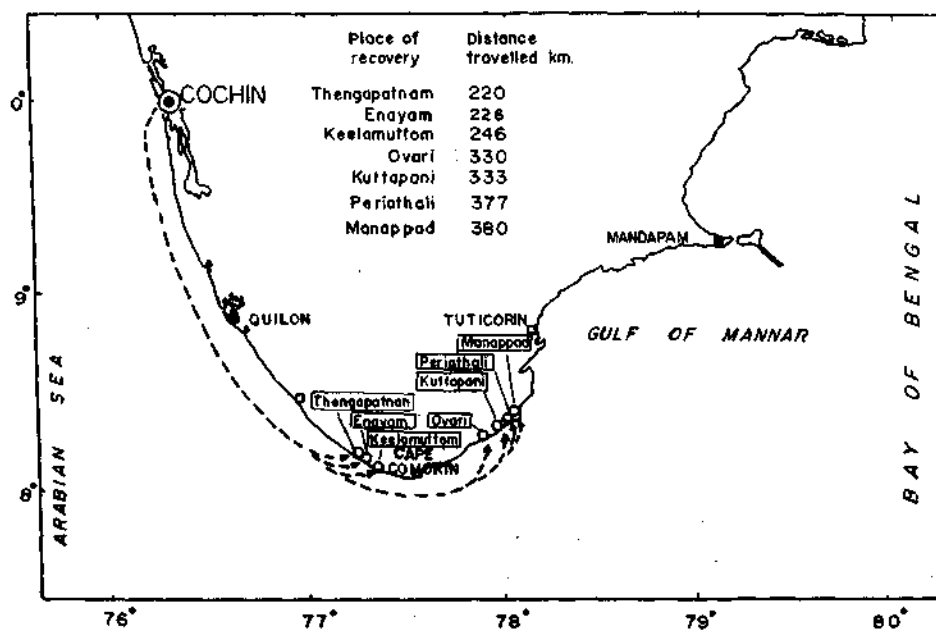 Place of recovery Distance travelled km.
Thengapatnam 220
Enayam 226
Keelamuttom 246
Ovari 330
Kuttapani 333
Periathali 377
Manappad 380
COCHIN
0°
MANDAPAM
9°
QUILON
TUTICORIN
GULF OF MANNAR
Manappad
Periathali
Kuttapani
Thengapatnam
Enayam
Ovari
Keelamuttom
CAPE COMORIN
8°
ARABIAN SEA
BAY OF BENGAL
76° 77° 78° 79° 80°